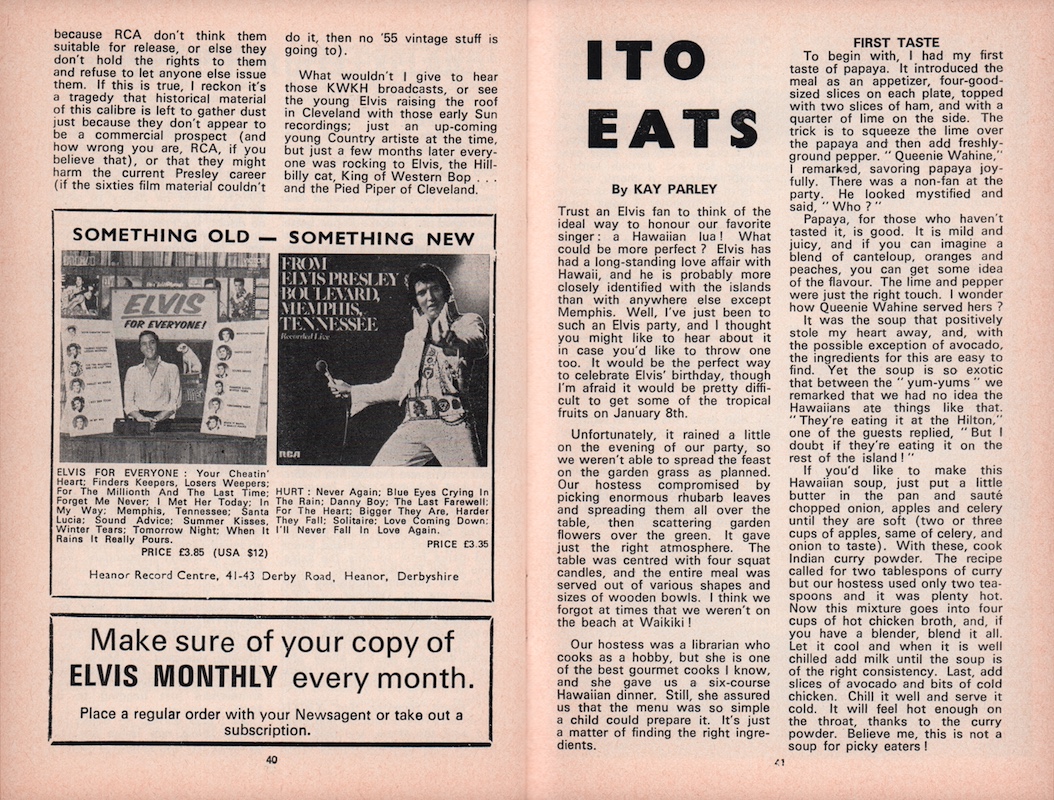 because RCA don't think them
suitable for release, or else they
don't hold the rights to them
and refuse to let anyone else issue
them. If this is true, I reckon it's
a tragedy that historical material
of this calibre is left to gather dust
just because they don't appear to
be a commercial prospect (and
how wrong you are, RCA, if you
believe that), or that they might
harm the current Presley career
(if the sixties film material couldn't
do it, then no '55 vintage stuff is
going to).
What wouldn't I give to hear
those KWKH broadcasts, or see
the young Elvis raising the roof
in Cleveland with those early Sun
recordings; just an up-coming
young Country artiste at the time,
but just a few months later every-
one was rocking to Elvis, the Hill-
billy cat, King of Western Bop . . .
and the Pied Piper of Cleveland.
SOMETHING OLD — SOMETHING NEW
ELVIS
FOR EVERYONE!
FROM
ELVIS PRESLEY
BOULEVARD,
MEMPHIS,
TENNESSEE
Recorded Live
RCA
ELVIS FOR EVERYONE : Your Cheatin'
Heart; Finders Keepers, Losers Weepers;
For The Millionth And The Last Time;
Forget Me Never; I Met Her Today; In
My Way; Memphis, Tennessee; Santa
Lucia; Sound Advice; Summer Kisses,
Winter Tears; Tomorrow Night; When It
Rains It Really Pours.
PRICE £3.85 (USA $12)
HURT : Never Again; Blue Eyes Crying In
The Rain; Danny Boy; The Last Farewell;
For The Heart; Bigger They Are, Harder
They Fall; Solitaire; Love Coming Down;
I'll Never Fall In Love Again.
PRICE £3.35
Heanor Record Centre, 41-43 Derby Road, Heanor, Derbyshire
Make sure of your copy of
ELVIS MONTHLY every month.
Place a regular order with your Newsagent or take out a
subscription.
40
ITO
EATS
By KAY PARLEY
Trust an Elvis fan to think of the
ideal way to honour our favorite
singer : a Hawaiian lua ! What
could be more perfect ? Elvis has
had a long-standing love affair with
Hawaii, and he is probably more
closely identified with the islands
than with anywhere else except
Memphis. Well, I've just been to
such an Elvis party, and I thought
you might like to hear about it
in case you'd like to throw one
too. It would be the perfect way
to celebrate Elvis' birthday, though
I'm afraid it would be pretty diffi-
cult to get some of the tropical
fruits on January 8th.
Unfortunately, it rained a little
on the evening of our party, so
we weren't able to spread the feast
on the garden grass as planned.
Our hostess compromised by
picking enormous rhubarb leaves
and spreading them all over the
table, then scattering garden
flowers over the green. It gave
just the right atmosphere. The
table was centred with four squat
candles, and the entire meal was
served out of various shapes and
sizes of wooden bowls. I think we
forgot at times that we weren't on
the beach at Waikiki !
Our hostess was a librarian who
cooks as a hobby, but she is one
of the best gourmet cooks I know,
and she gave us a six-course
Hawaiian dinner. Still, she assured
us that the menu was so simple
a child could prepare it. It's just
a matter of finding the right ingre-
dients.
FIRST TASTE
To begin with, I had my first
taste of papaya. It introduced the
meal as an appetizer, four-good-
sized slices on each plate, topped
with two slices of ham, and with a
quarter of lime on the side. The
trick is to squeeze the lime over
the papaya and then add freshly-
ground pepper. " Queenie Wahine,"
I remarked, savoring papaya joy-
fully. There was a non-fan at the
party. He looked mystified and
said, " Who ? "
Papaya, for those who haven't
tasted it, is good. It is mild and
juicy, and if you can imagine a
blend of canteloup, oranges and
peaches, you can get some idea
of the flavour. The lime and pepper
were just the right touch. I wonder
how Queenie Wahine served hers ?
It was the soup that positively
stole my heart away, and, with
the possible exception of avocado,
the ingredients for this are easy to
find. Yet the soup is so exotic
that between the " yum-yums " we
remarked that we had no idea the
Hawaiians ate things like that.
" They're eating it at the Hilton,"
one of the guests replied, " But I
doubt if they're eating it on the
rest of the island ! "
If you'd like to make this
Hawaiian soup, just put a little
butter in the pan and sauté
chopped onion, apples and celery
until they are soft (two or three
cups of apples, same of celery, and
onion to taste). With these, cook
Indian curry powder. The recipe
called for two tablespons of curry
but our hostess used only two tea-
spoons and it was plenty hot.
Now this mixture goes into four
cups of hot chicken broth, and, if
you have a blender, blend it all.
Let it cool and when it is well
chilled add milk until the soup is
of the right consistency. Last, add
slices of avocado and bits of cold
chicken. Chill it well and serve it
cold. It will feel hot enough on
the throat, thanks to the curry
powder. Believe me, this is not a
soup for picky eaters !
41